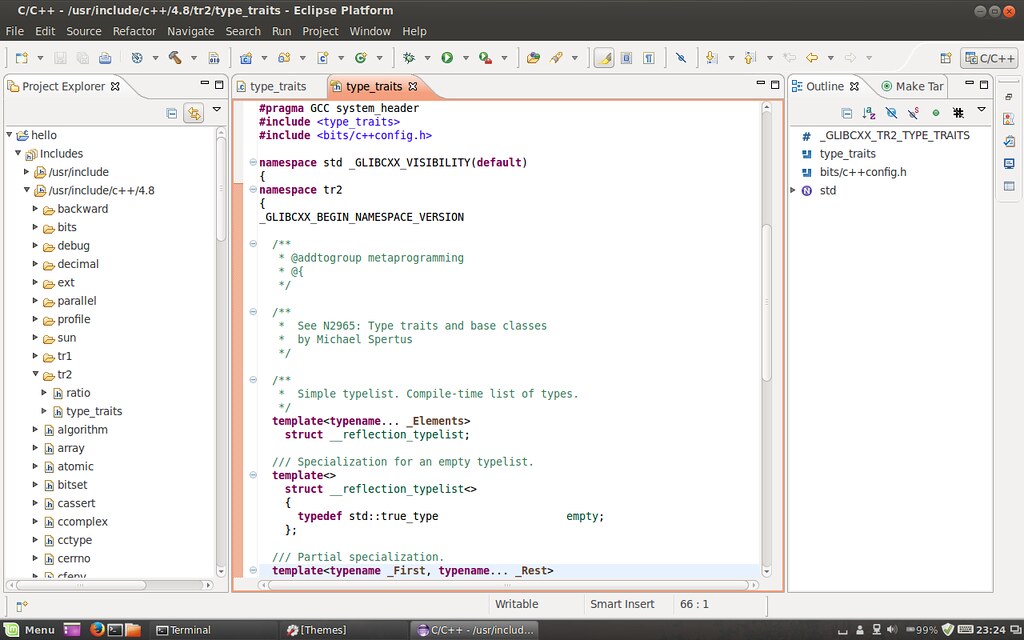 C/C++ - /usr/include/c++/4.8/tr2/type_traits - Eclipse Platform
File Edit Source Refactor Navigate Search Run Project Window Help
C/C++
Project Explorer
hello
Includes
/usr/include
/usr/include/c++/4.8
backward
bits
debug
decimal
ext
parallel
profile
sun
tr1
tr2
ratio
type_traits
algorithm
array
atomic
bitset
cassert
ccomplex
cctype
cerrno
cfenv
type_traits
type_traits
#pragma GCC system_header
#include <type_traits>
#include <bits/c++config.h>
namespace std _GLIBCXX_VISIBILITY(default)
{
namespace tr2
{
_GLIBCXX_BEGIN_NAMESPACE_VERSION
/**
* @addtogroup metaprogramming
* @{
*/
/**
* See N2965: Type traits and base classes
* by Michael Spertus
*/
/**
* Simple typelist. Compile-time list of types.
*/
template<typename... _Elements>
struct __reflection_typelist;
/// Specialization for an empty typelist.
template<>
struct __reflection_typelist<>
{
typedef std::true_type empty;
};
/// Partial specialization.
template<typename _First, typename... _Rest>
Outline
Make Tar
_GLIBCXX_TR2_TYPE_TRAITS
type_traits
bits/c++config.h
std
Writable Smart Insert 66 : 1
Menu Terminal [Themes] C/C++ - /usr/includ... 99% 23:24